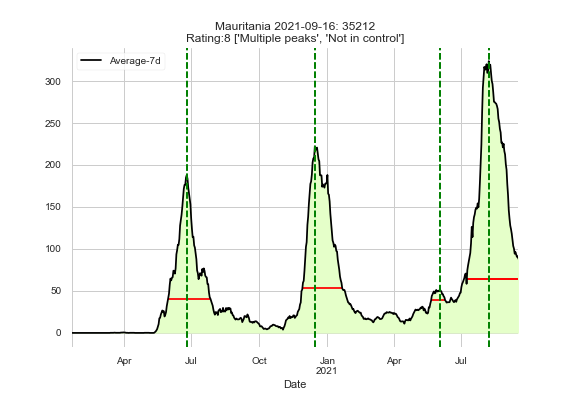 Mauritania 2021-09-16: 35212
Rating:8 ['Multiple peaks', 'Not in control']
Average-7d
300
250
200
150
100
50
0
Apr Jul Oct Jan Apr Jul
2021
Date